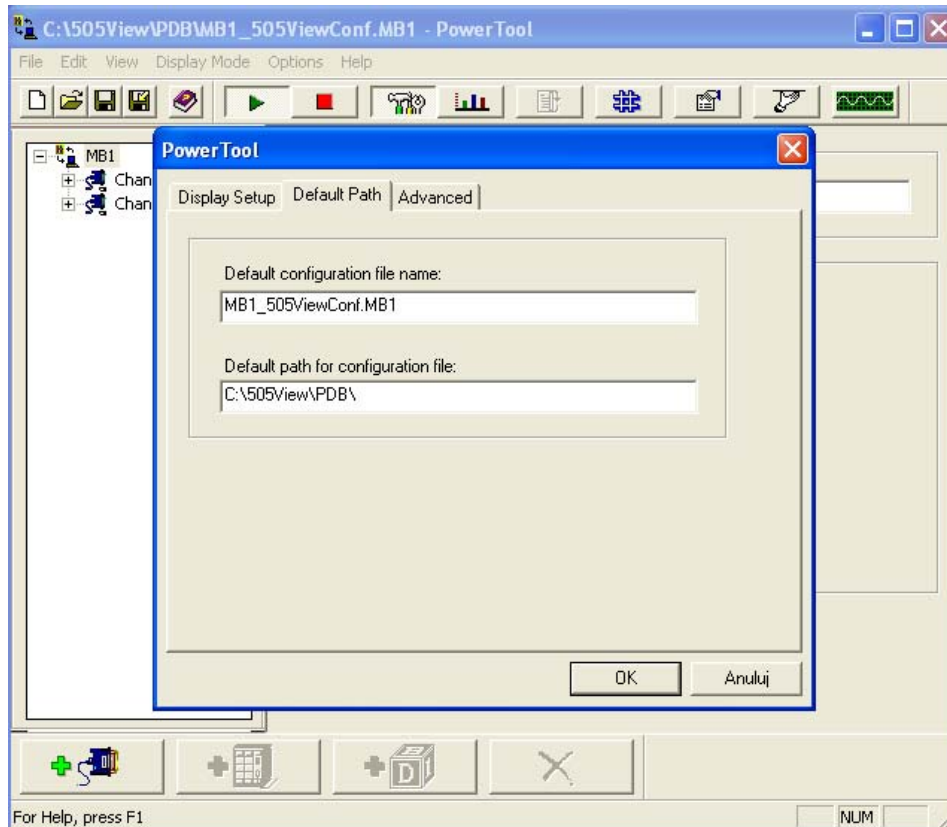 C:\505View\PDB\MB1_505ViewConf.MB1 - PowerTool
File Edit View Display Mode Options Help
MB1
Chan
Chan
PowerTool
Display Setup Default Path Advanced
Default configuration file name:
MB1_505ViewConf.MB1
Default path for configuration file:
C:\505View\PDB\
OK Anuluj
D
For Help, press F1
NUM